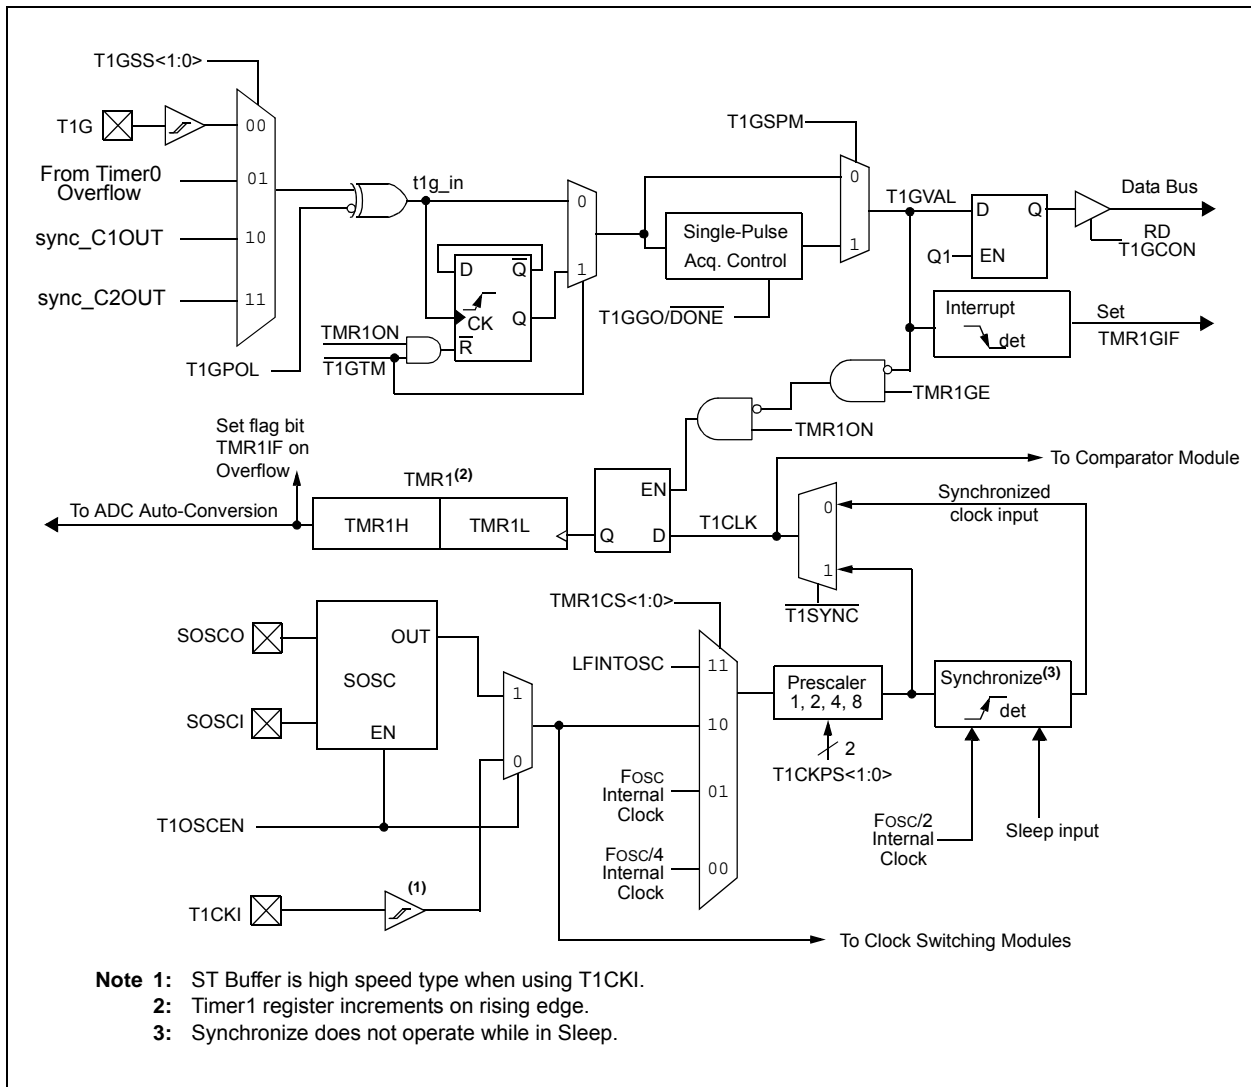 T1GSS<1:0>
T1G
00
From Timer0
Overflow
01
sync_C1OUT
10
sync_C2OUT
11
T1GPOL
t1g_in
0
1
D
Q
CK
Q
R
TMR1ON
T1GTM
T1GSPM
0
1
Single-Pulse
Acq. Control
T1GGO/DONE
T1GVAL
D
Q
Q1
EN
Data Bus
RD
T1GCON
Interrupt
det
Set
TMR1GIF
TMR1GE
TMR1ON
Set flag bit
TMR1IF on
Overflow
To ADC Auto-Conversion
TMR1(2)
TMR1H
TMR1L
EN
Q
D
T1CLK
To Comparator Module
0
1
T1SYNC
Synchronized
clock input
SOSCO
SOSCI
OUT
SOSC
EN
1
0
T1OSCEN
T1CKI
(1)
TMR1CS<1:0>
LFINTOSC
11
10
FOSC
Internal
Clock
01
FOSC/4
Internal
Clock
00
Prescaler
1, 2, 4, 8
2
T1CKPS<1:0>
Synchronize(3)
det
FOSC/2
Internal
Clock
Sleep input
To Clock Switching Modules
Note 1: ST Buffer is high speed type when using T1CKI.
2: Timer1 register increments on rising edge.
3: Synchronize does not operate while in Sleep.